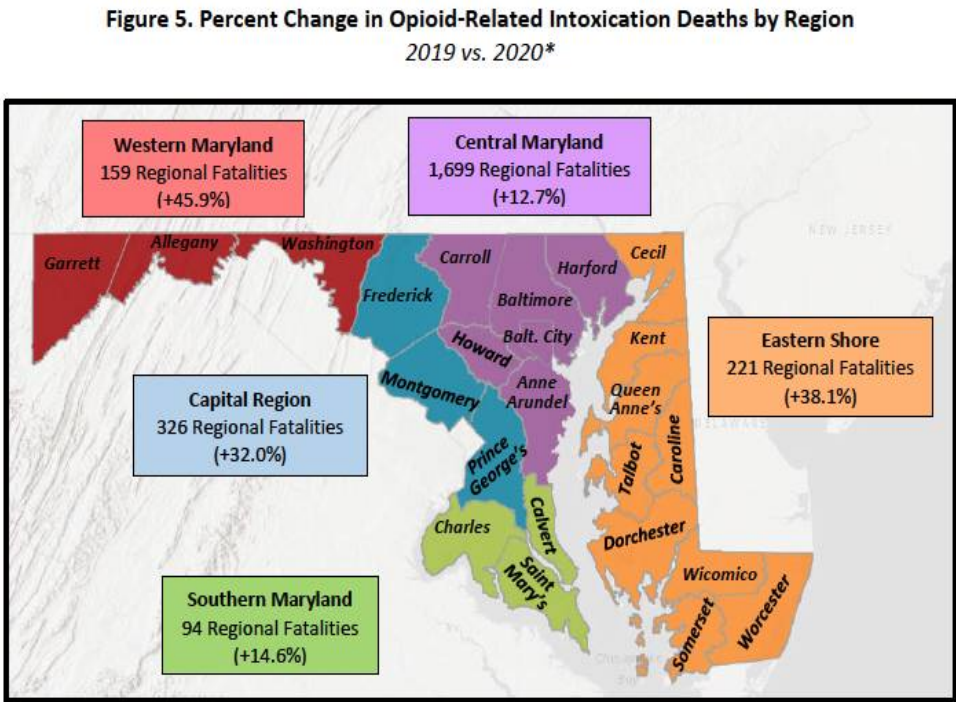 Figure 5. Percent Change in Opioid-Related Intoxication Deaths by Region
2019 vs. 2020*
Western Maryland
159 Regional Fatalities
(+45.9%)
Central Maryland
1,699 Regional Fatalities
(+12.7%)
Garrett
Allegany
Washington
Frederick
Carroll
Baltimore
Harford
Cecil
NEW JERSEY
Balt. City
Howard
Kent
Montgomery
Anne
Arundel
Queen
Anne's
Eastern Shore
221 Regional Fatalities
(+38.1%)
Capital Region
326 Regional Fatalities
(+32.0%)
Prince
George's
Talbot
Caroline
DELAWARE
Charles
Calvert
Saint
Mary's
Dorchester
Wicomico
Somerset
Worcester
Southern Maryland
94 Regional Fatalities
(+14.6%)